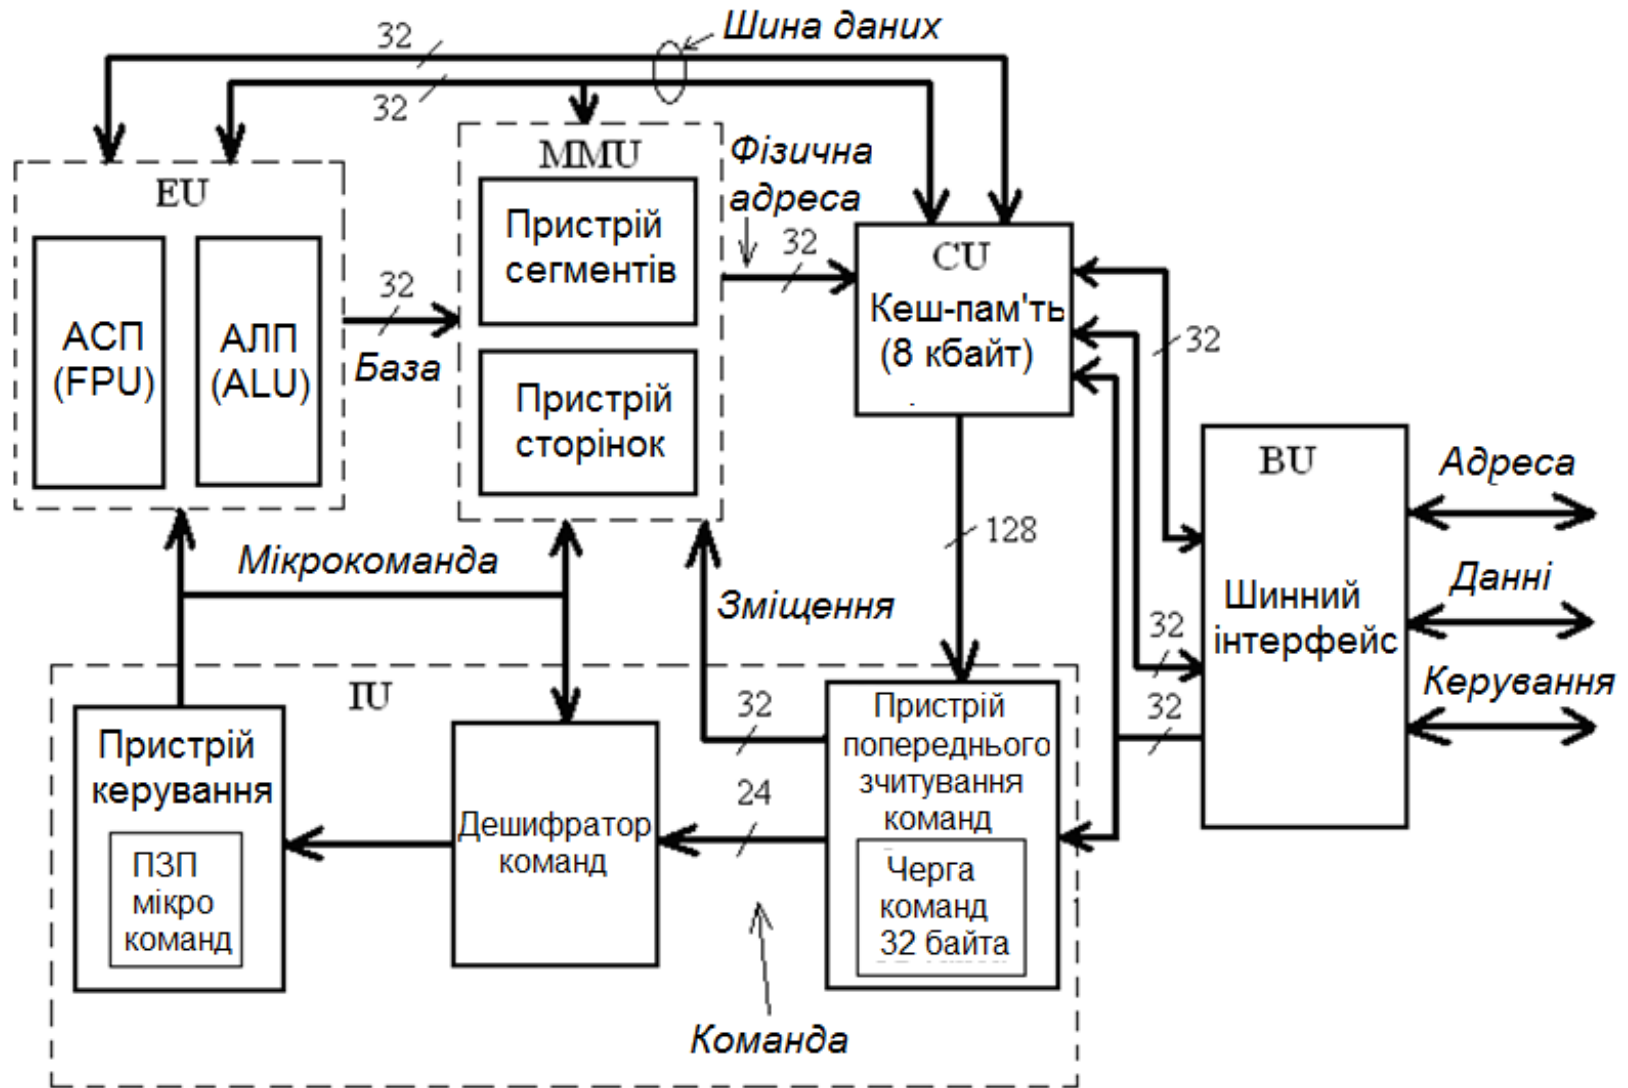 32
Шина даних
32
EU
АСП
(FPU)
АЛП
(ALU)
32
База
MMU
Пристрій
сегментів
Пристрій
сторінок
Фізична
адреса
32
CU
Кеш-пам'ть
(8 кбайт)
32
128
BU
Шинний
інтерфейс
Адреса
Данні
Керування
32
32
Мікрокоманда
Зміщення
IU
Пристрій
керування
ПЗП
мікро
команд
Дешифратор
команд
32
24
Пристрій
попереднього
зчитування
команд
Черга
команд
32 байта
Команда